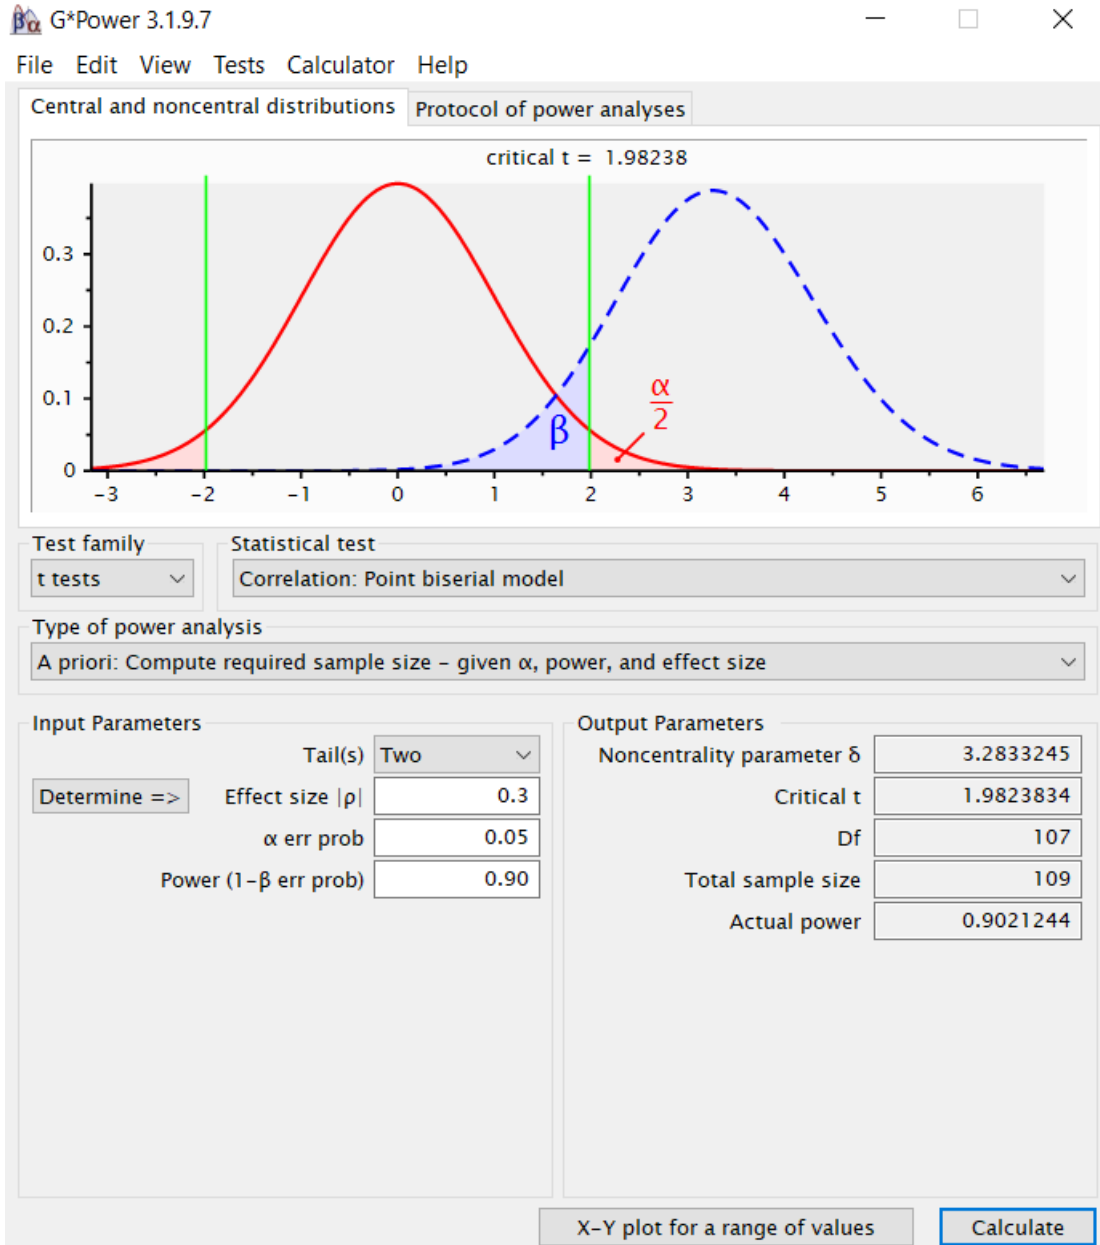 G*Power 3.1.9.7
File Edit View Tests Calculator Help
Central and noncentral distributions Protocol of power analyses
critical t = 1.98238
0.3
0.2
0.1
0
β
α
2
-3 -2 -1 0 1 2 3 4 5 6
Test family Statistical test
t tests Correlation: Point biserial model
Type of power analysis
A priori: Compute required sample size – given α, power, and effect size
Input Parameters
Tail(s) Two
Determine => Effect size |ρ| 0.3
α err prob 0.05
Power (1-β err prob) 0.90
Output Parameters
Noncentrality parameter δ 3.2833245
Critical t 1.9823834
Df 107
Total sample size 109
Actual power 0.9021244
X-Y plot for a range of values Calculate